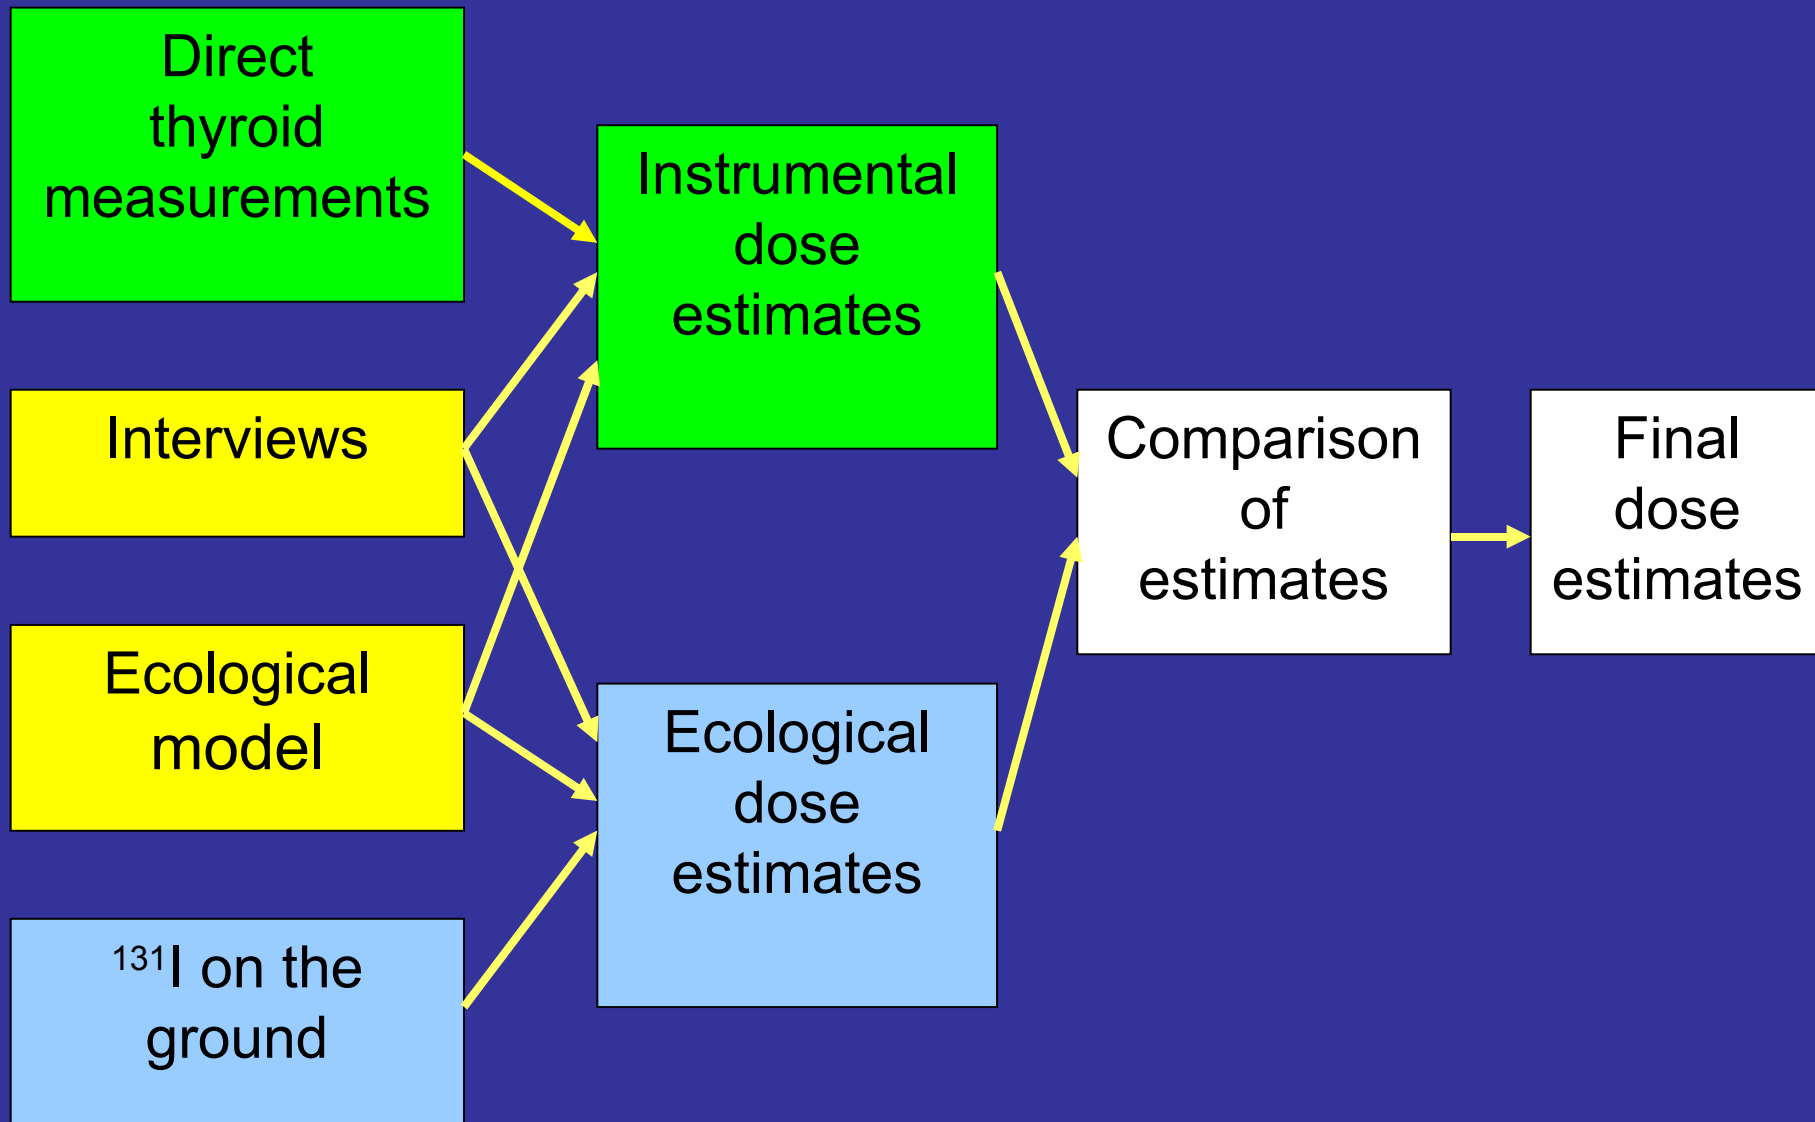 Direct
thyroid
measurements
Instrumental
dose
estimates
Interviews
Comparison
of
estimates
Final
dose
estimates
Ecological
model
Ecological
dose
estimates
¹³¹I on the
ground